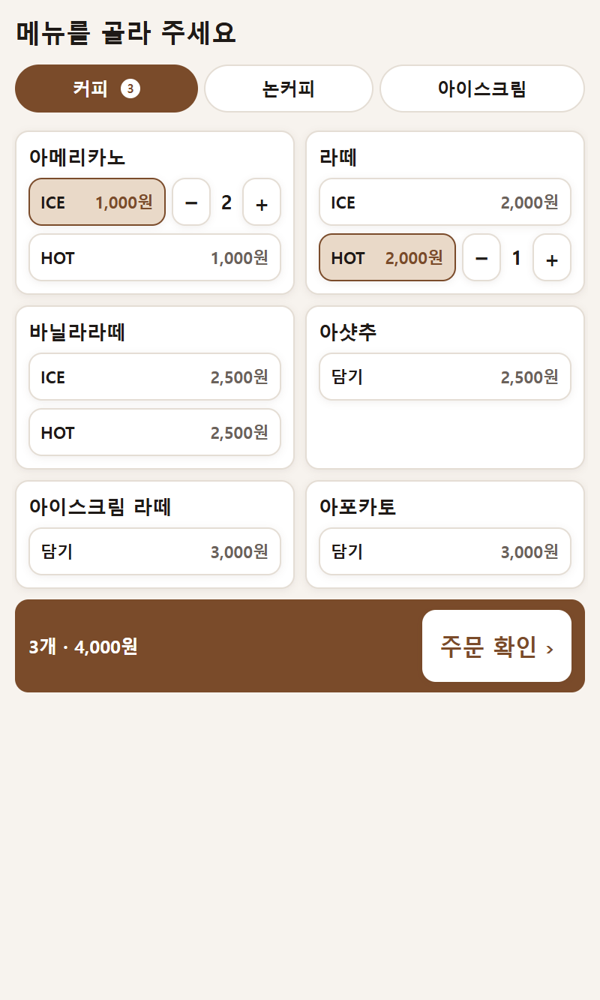 메뉴를 골라 주세요
커피 3 논커피 아이스크림
아메리카노
ICE 1,000원 − 2 +
HOT 1,000원
라떼
ICE 2,000원
HOT 2,000원 − 1 +
바닐라라떼
ICE 2,500원
HOT 2,500원
아샷추
담기 2,500원
아이스크림 라떼
담기 3,000원
아포카토
담기 3,000원
3개 · 4,000원 주문 확인 ›